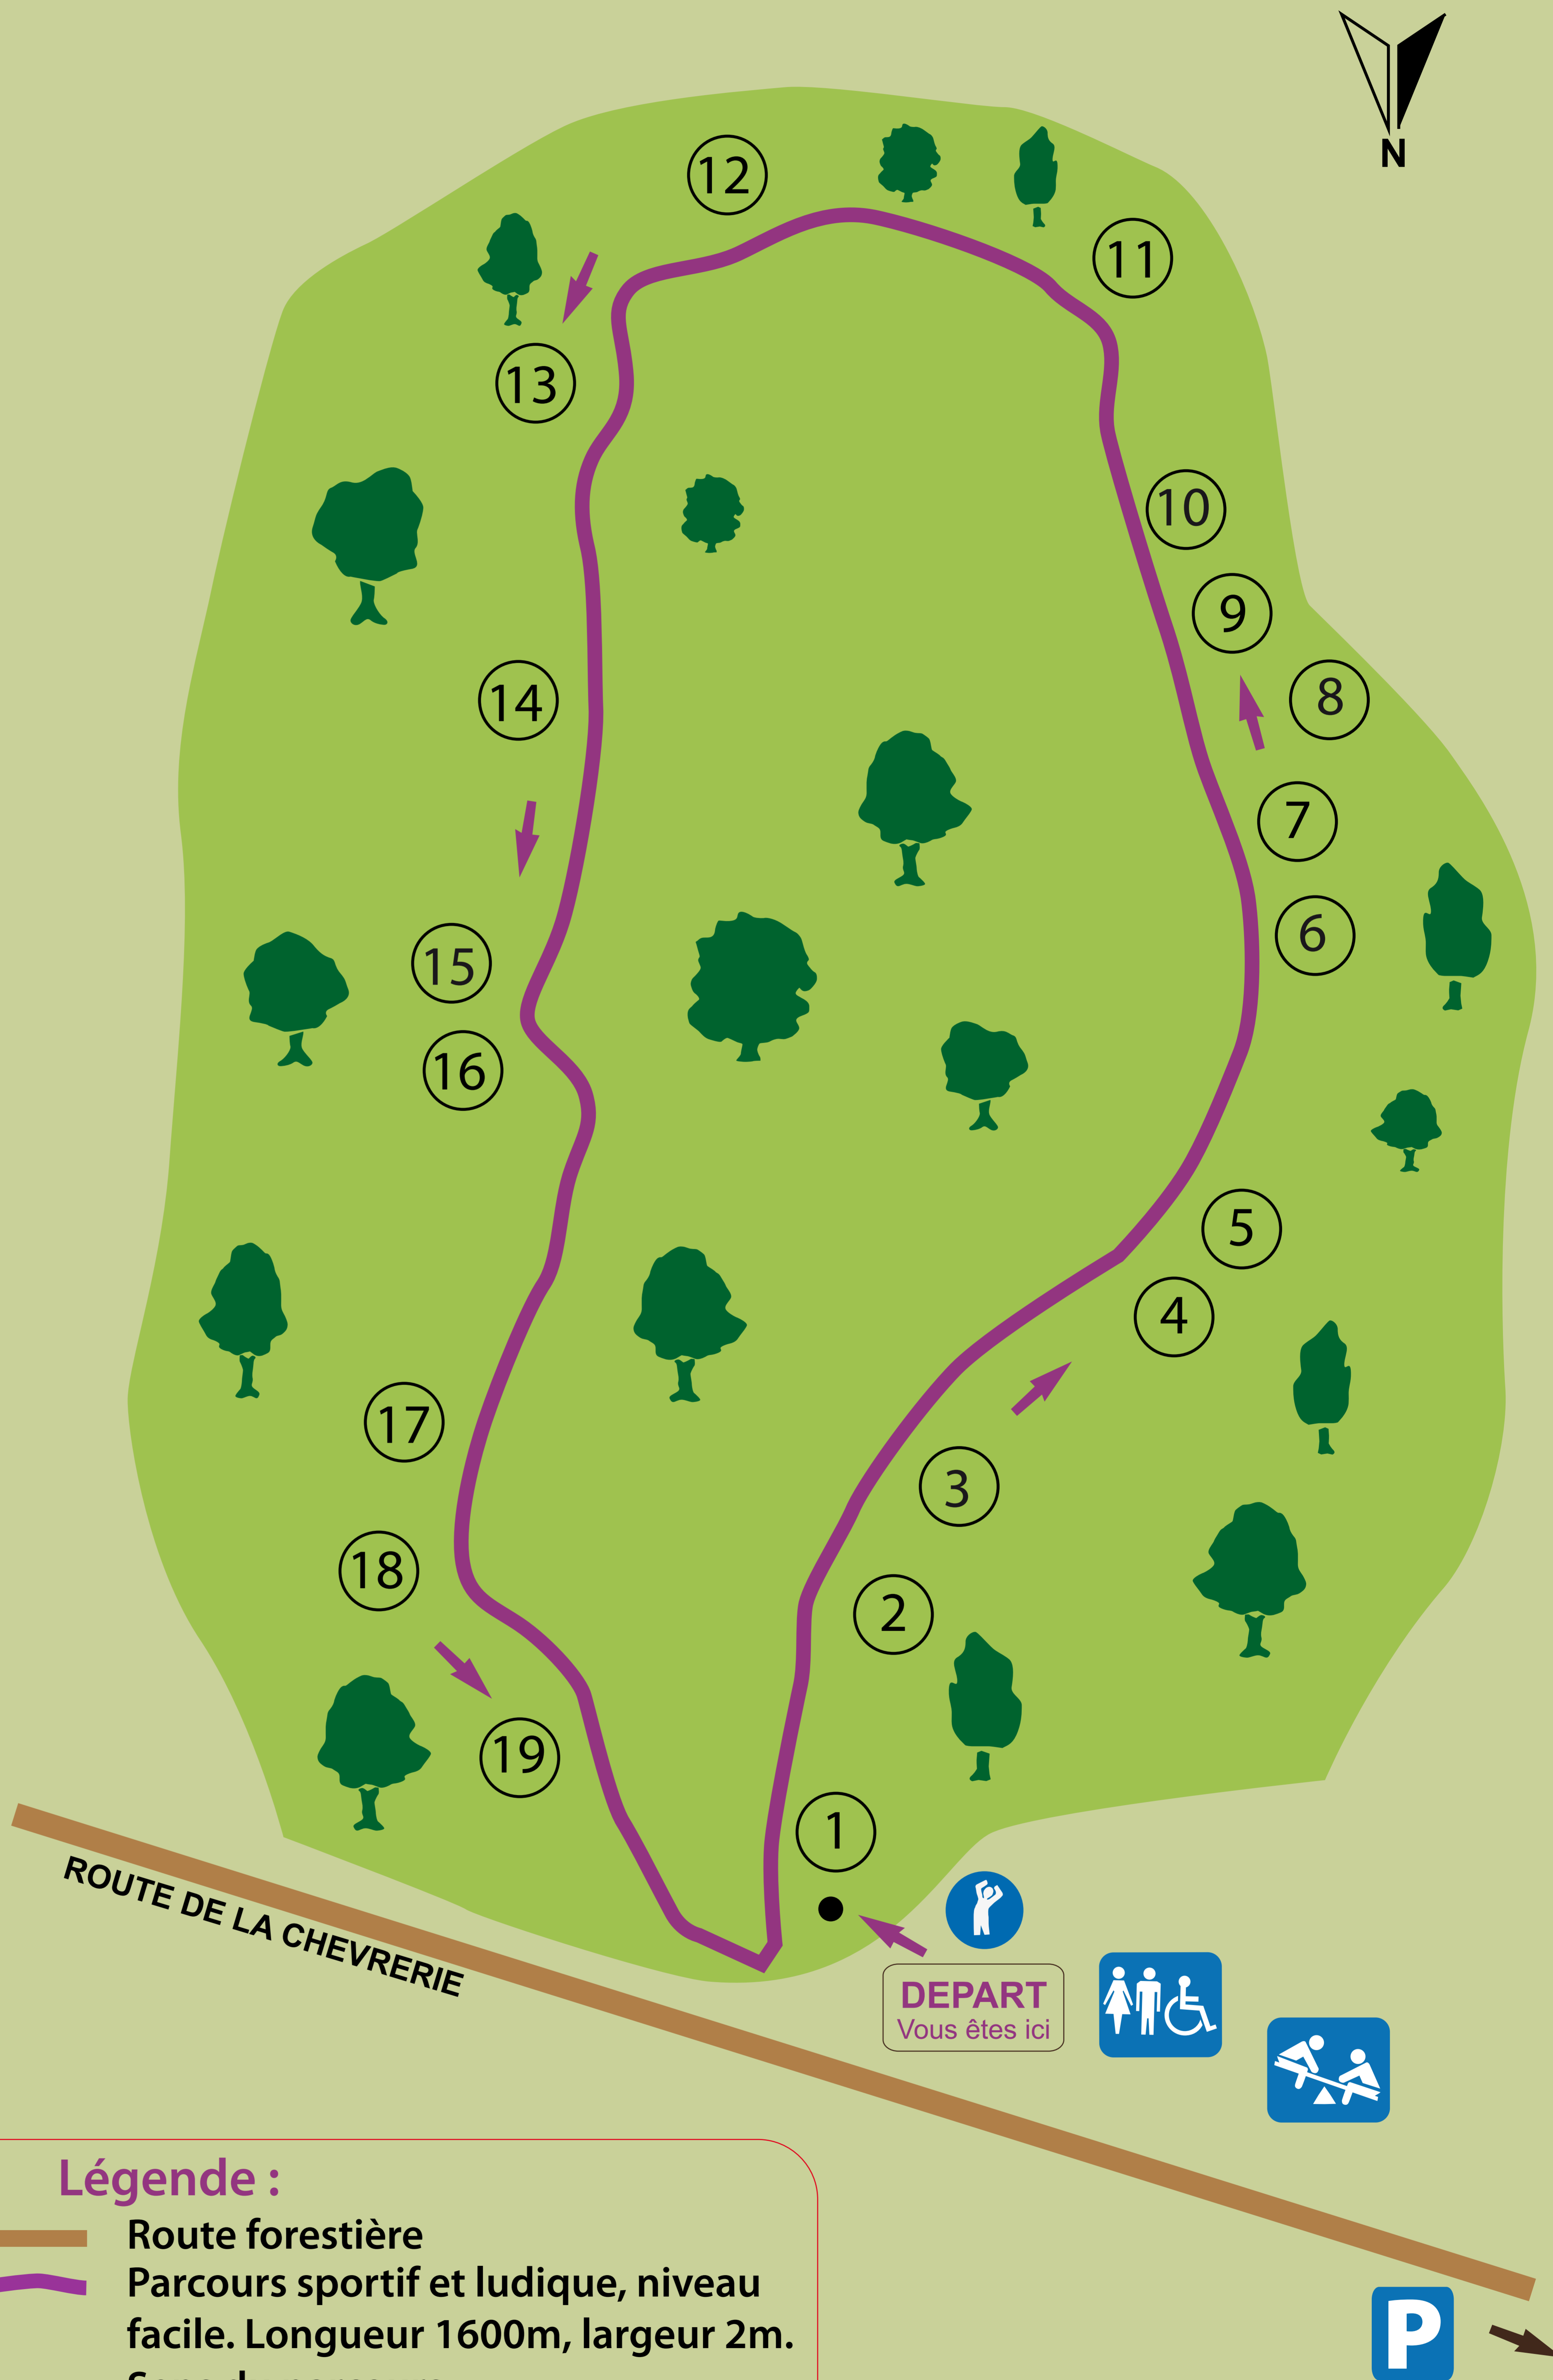 N
12
11
13
10
9
8
14
7
6
15
16
5
4
17
3
18
2
19
1
ROUTE DE LA CHEVRERIE
DEPART
Vous êtes ici
Légende :
Route forestière
Parcours sportif et ludique, niveau
facile. Longueur 1600m, largeur 2m.
P